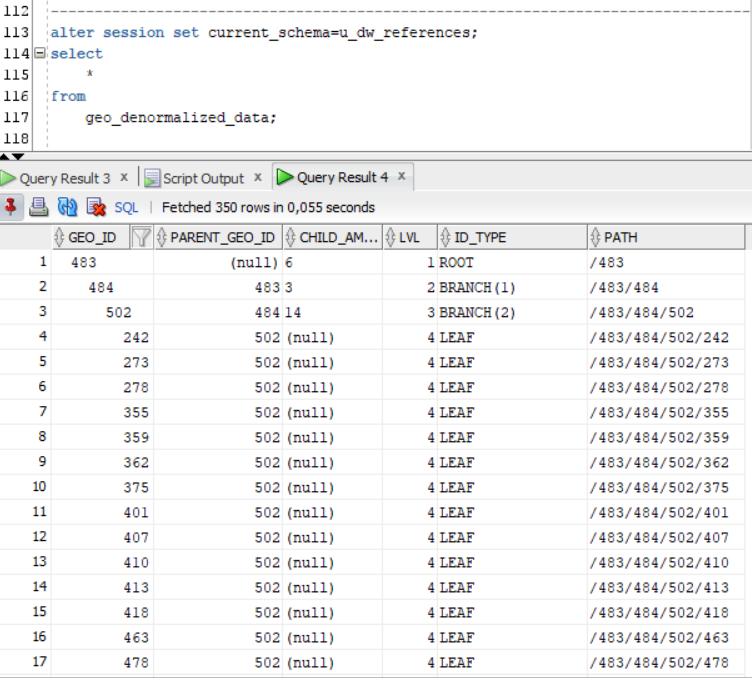 112 --------------------------------------------------------------------------------
113 alter session set current_schema=u_dw_references;
114 select
115     *
116 from
117     geo_denormalized_data;
118
Query Result 3 x Script Output x Query Result 4 x
SQL | Fetched 350 rows in 0,055 seconds
GEO_ID PARENT_GEO_ID CHILD_AM... LVL ID_TYPE PATH
1 483 (null) 6 1 ROOT /483
2 484 483 3 2 BRANCH(1) /483/484
3 502 484 14 3 BRANCH(2) /483/484/502
4 242 502 (null) 4 LEAF /483/484/502/242
5 273 502 (null) 4 LEAF /483/484/502/273
6 278 502 (null) 4 LEAF /483/484/502/278
7 355 502 (null) 4 LEAF /483/484/502/355
8 359 502 (null) 4 LEAF /483/484/502/359
9 362 502 (null) 4 LEAF /483/484/502/362
10 375 502 (null) 4 LEAF /483/484/502/375
11 401 502 (null) 4 LEAF /483/484/502/401
12 407 502 (null) 4 LEAF /483/484/502/407
13 410 502 (null) 4 LEAF /483/484/502/410
14 413 502 (null) 4 LEAF /483/484/502/413
15 418 502 (null) 4 LEAF /483/484/502/418
16 463 502 (null) 4 LEAF /483/484/502/463
17 478 502 (null) 4 LEAF /483/484/502/478